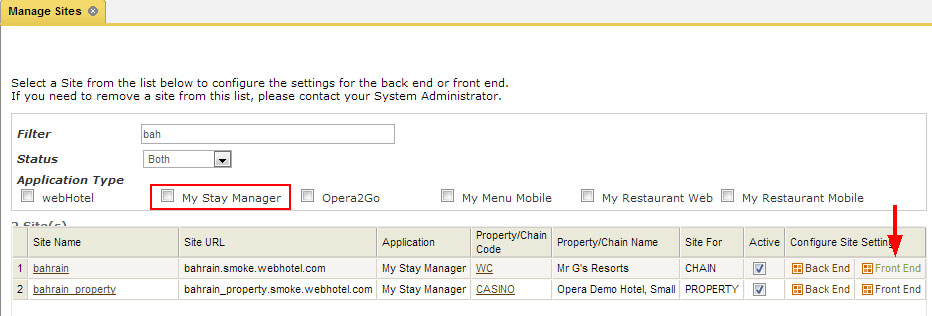 Manage Sites
Select a Site from the list below to configure the settings for the back end or front end.
If you need to remove a site from this list, please contact your System Administrator.
Filter bah
Status Both
Application Type
webHotel My Stay Manager Opera2Go My Menu Mobile My Restaurant Web My Restaurant Mobile
2 Site(s)
Site Name Site URL Application Property/Chain Code Property/Chain Name Site For Active Configure Site Settings
1 bahrain bahrain.smoke.webhotel.com My Stay Manager WC Mr G's Resorts CHAIN Back End Front End
2 bahrain_property bahrain_property.smoke.webhotel.com My Stay Manager CASINO Opera Demo Hotel, Small PROPERTY Back End Front End